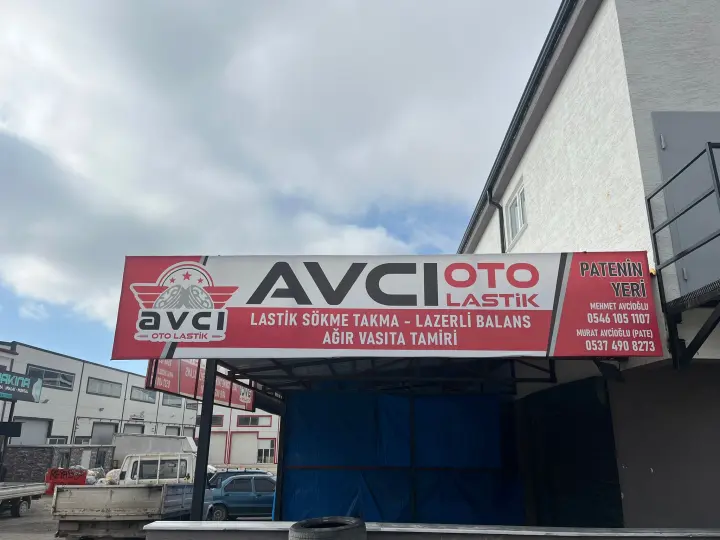 AVCI OTO
LASTİK
LASTİK SÖKME TAKMA - LAZERLİ BALANS
AĞIR VASITA TAMİRİ
avcı
OTO LASTİK
PATENİN
YERİ
MEHMET AVCIOĞLU
0546 105 1107
MURAT AVCIOĞLU (PATE)
0537 490 8273